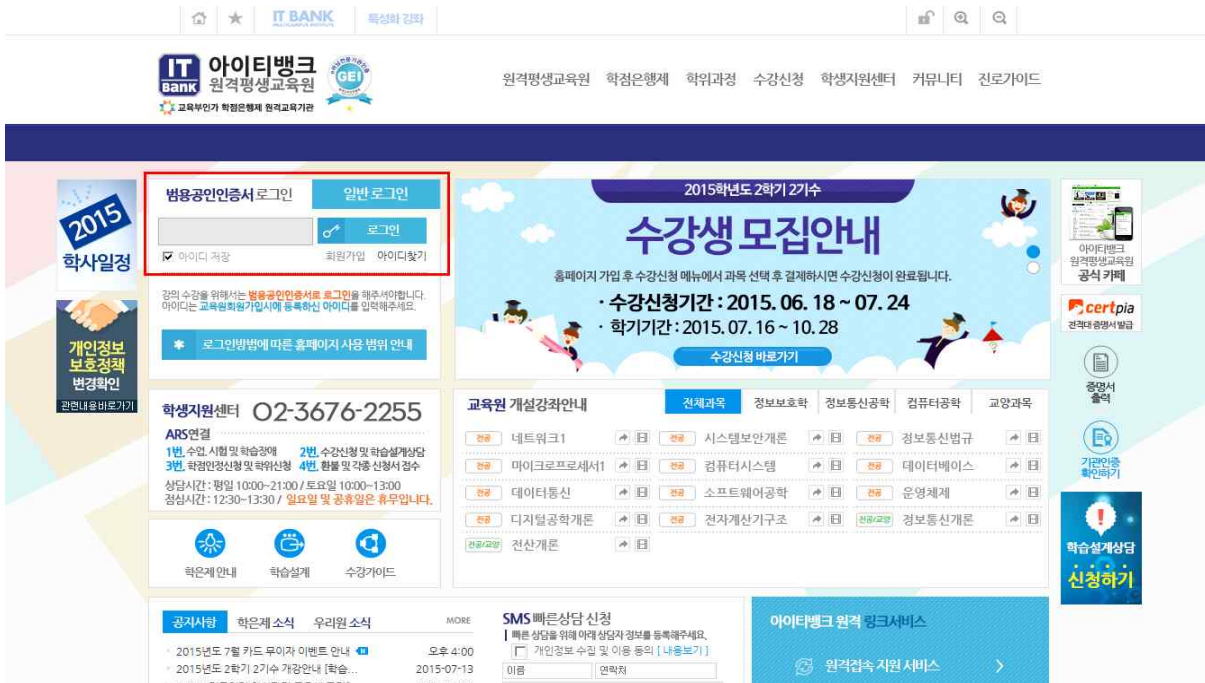 IT BANK 특성화 강좌
IT Bank 아이티뱅크 원격평생교육원
GEI
교육부인가 학점은행제 원격교육기관
원격평생교육원 학점은행제 학위과정 수강신청 학생지원센터 커뮤니티 진로가이드
2015
학사일정
개인정보
보호정책
변경확인
관련내용바로가기
범용공인인증서 로그인 일반 로그인
로그인
아이디 저장 회원가입 아이디찾기
강의 수강을 위해서는 범용공인인증서로 로그인을 해주셔야합니다.
아이디는 교육원회원가입시에 등록하신 아이디를 입력해주세요.
로그인방법에 따른 홈페이지 사용 범위 안내
2015학년도 2학기 2기수
수강생 모집안내
홈페이지 가입 후 수강신청 메뉴에서 과목 선택 후 결제하시면 수강신청이 완료됩니다.
· 수강신청기간 : 2015. 06. 18 ~ 07. 24
· 학기기간 : 2015. 07. 16 ~ 10. 28
수강신청 바로가기
아이티뱅크
원격평생교육원
공식 카페
certpia
전적대 증명서 발급
증명서
출력
기관인증
확인하기
학습설계상담
신청하기
학생지원센터 02-3676-2255
ARS연결
1번. 수업, 시험 및 학습장애 2번. 수강신청 및 학습설계상담
3번. 학점인정신청 및 학위신청 4번. 환불 및 각종 신청서 접수
상담시간 : 평일 10:00~21:00 / 토요일 10:00~13:00
점심시간 : 12:30~13:30 / 일요일 및 공휴일은 휴무입니다.
학은제 안내 학습설계 수강가이드
교육원 개설강좌안내 전체과목 정보보호학 정보통신공학 컴퓨터공학 교양과목
전공 네트워크1 전공 시스템보안개론 전공 정보통신법규
전공 마이크로프로세서1 전공 컴퓨터시스템 전공 데이터베이스
전공 데이터통신 전공 소프트웨어공학 전공 운영체제
전공 디지털공학개론 전공 전자계산기구조 전공/교양 정보통신개론
전공/교양 전산개론
공지사항 학은제 소식 우리원 소식 MORE
2015년도 7월 카드 무이자 이벤트 안내 오후 4:00
2015년도 2학기 2기수 개강안내 [학습... 2015-07-13
SMS 빠른상담 신청
빠른 상담을 위해 아래 상담자 정보를 등록해주세요.
개인정보 수집 및 이용 동의 [ 내용보기 ]
이름 연락처
아이티뱅크 원격 링크서비스
원격접속 지원 서비스